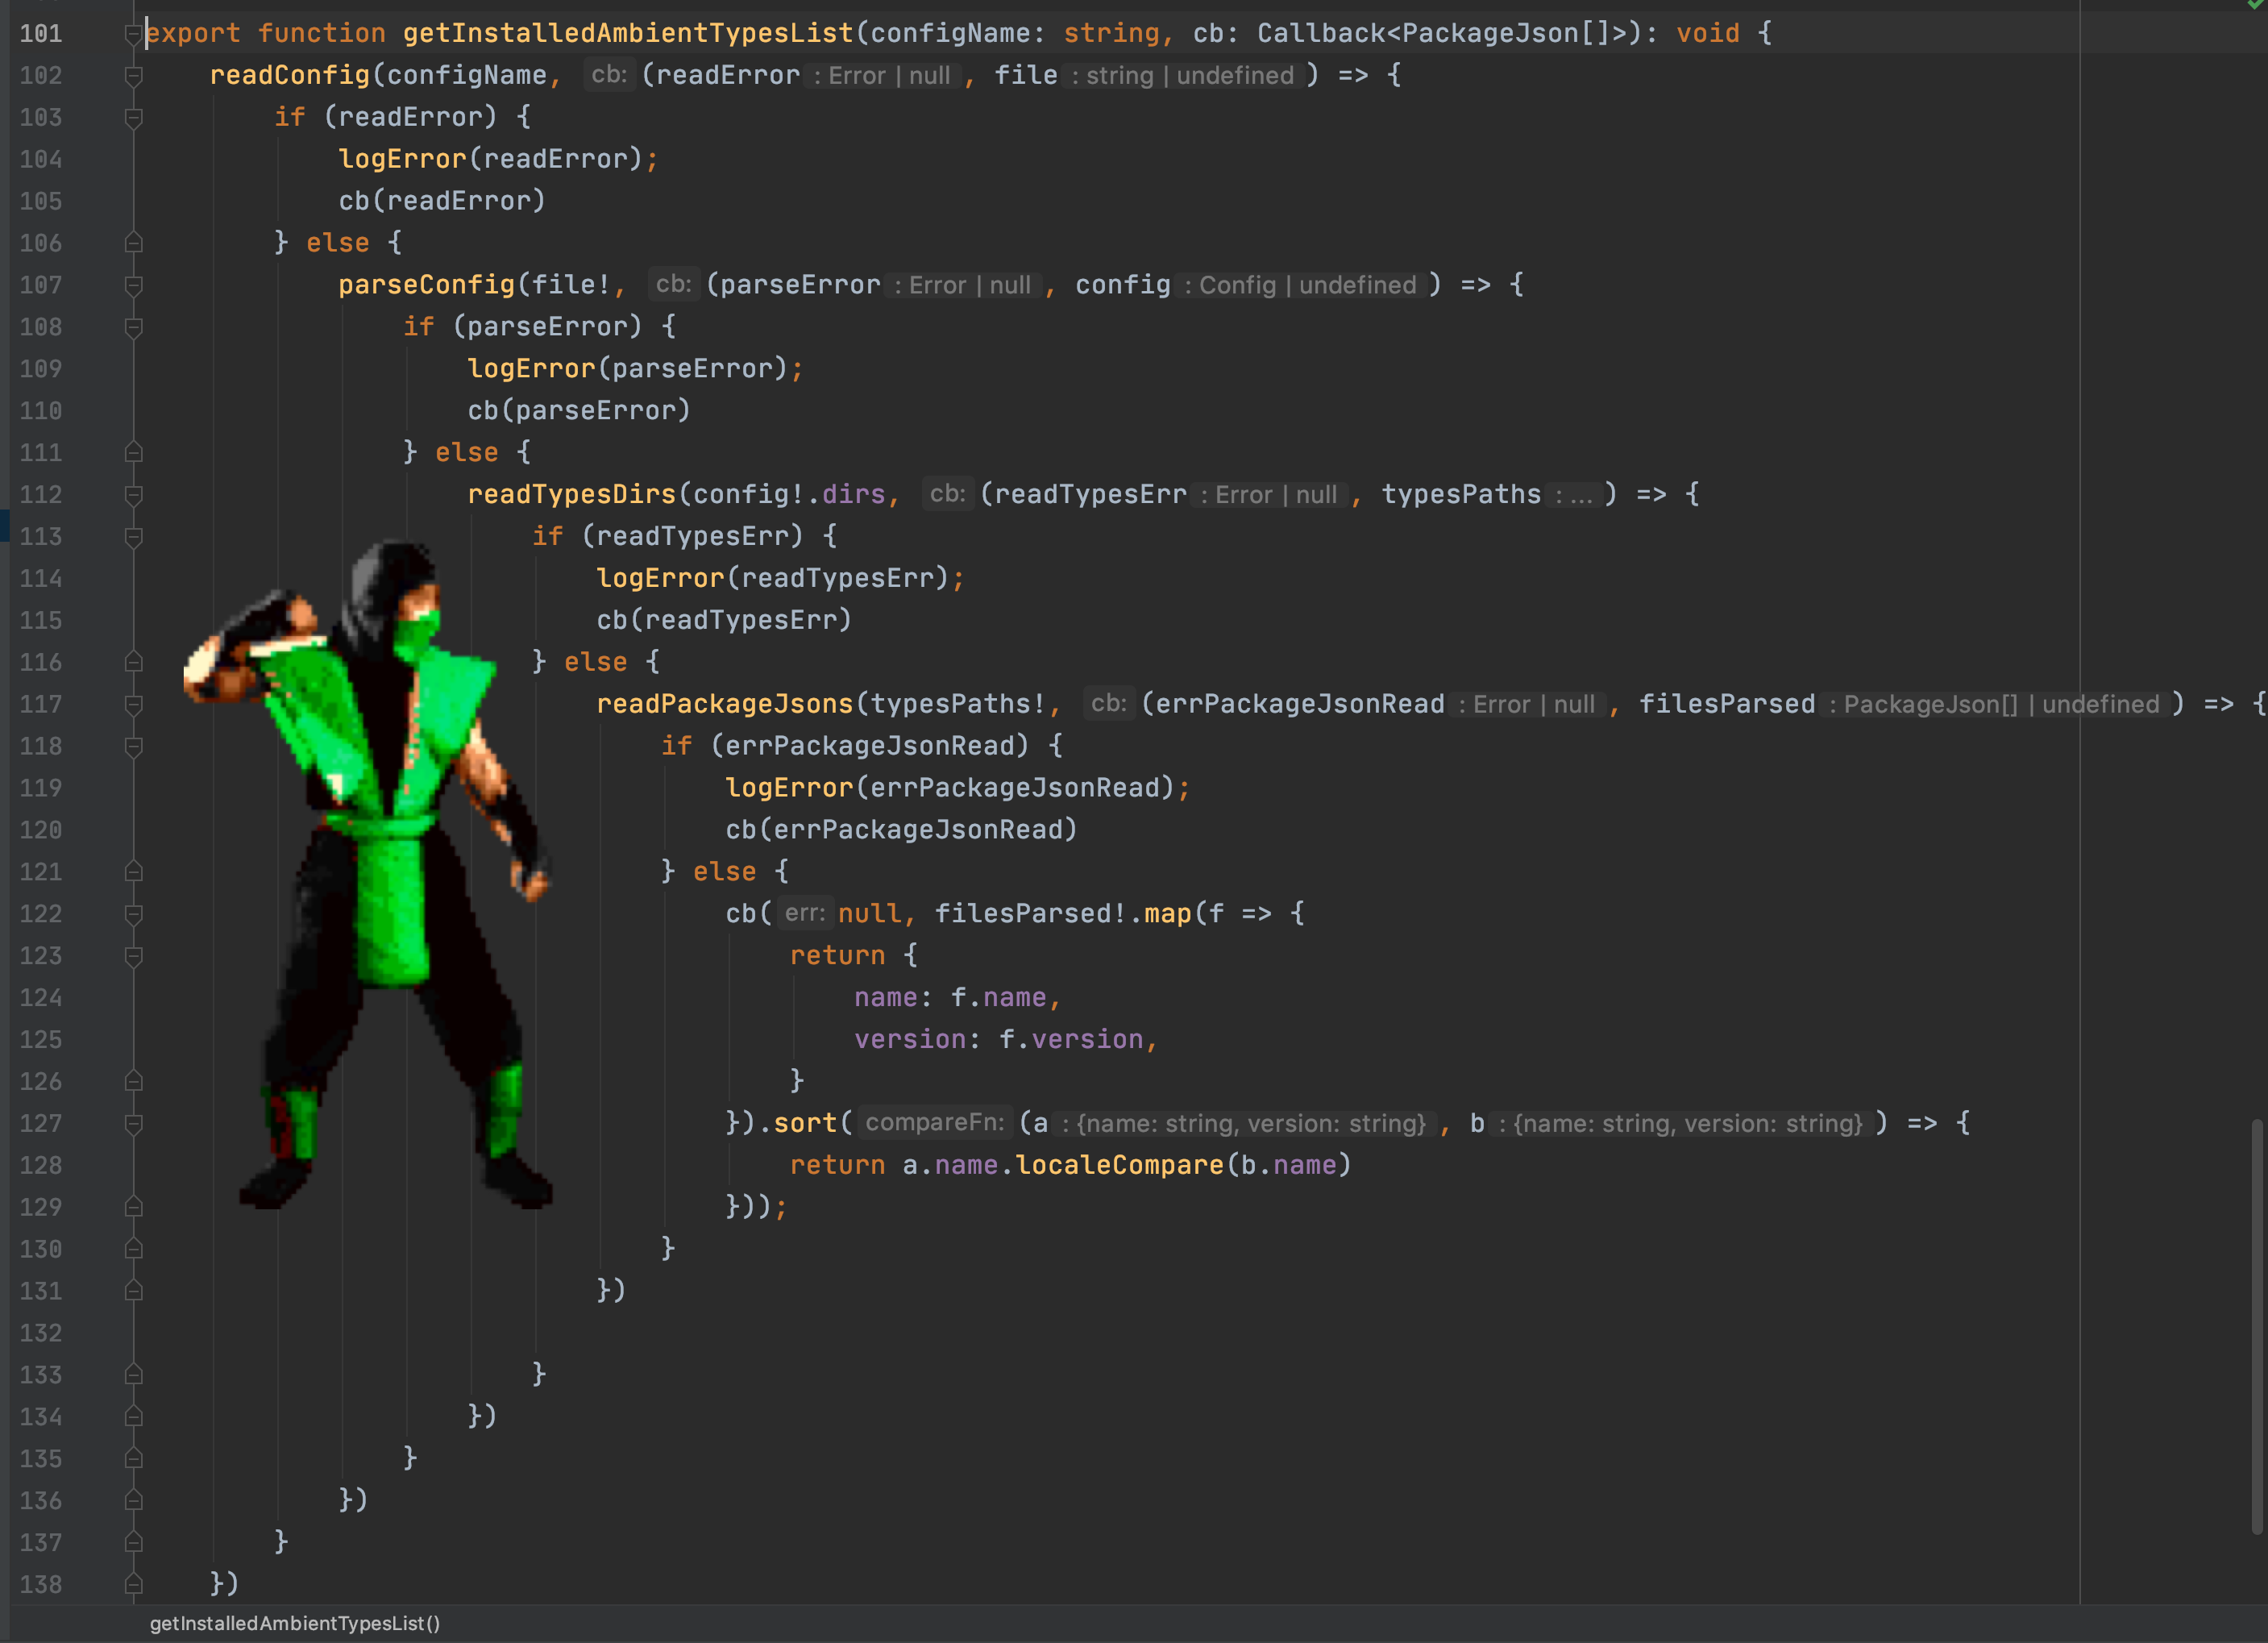 101 export function getInstalledAmbientTypesList(configName: string, cb: Callback<PackageJson[]>): void {
102 readConfig(configName, cb: (readError : Error | null , file : string | undefined ) => {
103 if (readError) {
104 logError(readError);
105 cb(readError)
106 } else {
107 parseConfig(file!, cb: (parseError : Error | null , config : Config | undefined ) => {
108 if (parseError) {
109 logError(parseError);
110 cb(parseError)
111 } else {
112 readTypesDirs(config!.dirs, cb: (readTypesErr : Error | null , typesPaths : ... ) => {
113 if (readTypesErr) {
114 logError(readTypesErr);
115 cb(readTypesErr)
116 } else {
117 readPackageJsons(typesPaths!, cb: (errPackageJsonRead : Error | null , filesParsed : PackageJson[] | undefined ) => {
118 if (errPackageJsonRead) {
119 logError(errPackageJsonRead);
120 cb(errPackageJsonRead)
121 } else {
122 cb( err: null, filesParsed!.map(f => {
123 return {
124 name: f.name,
125 version: f.version,
126 }
127 }).sort( compareFn: (a : {name: string, version: string} , b : {name: string, version: string} ) => {
128 return a.name.localeCompare(b.name)
129 }));
130 }
131 })
132
133 }
134 })
135 }
136 })
137 }
138 })
getInstalledAmbientTypesList()